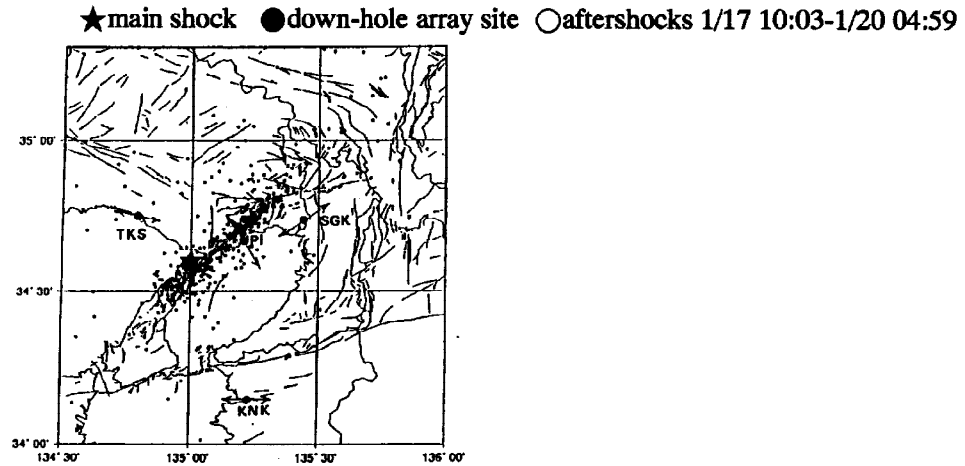 ★main shock ●down-hole array site ○aftershocks 1/17 10:03-1/20 04:59
35° 00'
SGK
TKS
PI
34° 30'
KNK
34° 00'
134° 30' 135° 00' 135° 30' 136° 00'